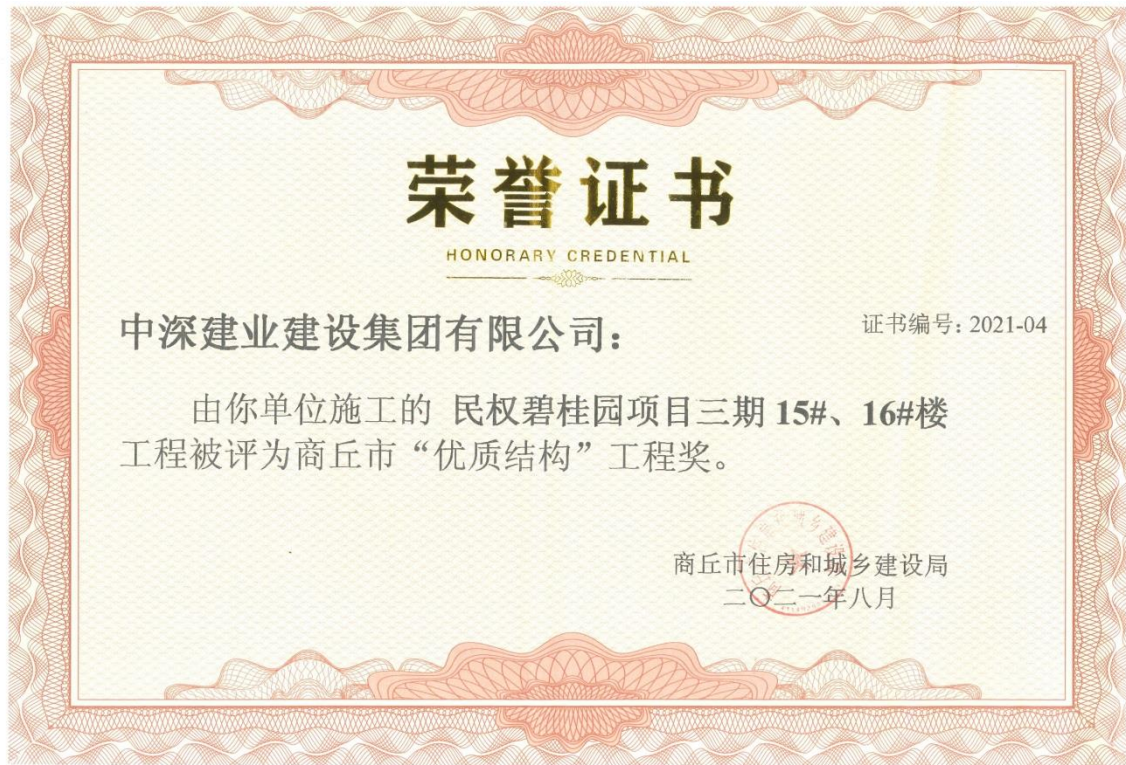 荣誉证书
HONORARY CREDENTIAL
中深建业建设集团有限公司：
证书编号：2021-04
由你单位施工的 民权碧桂园项目三期 15#、16#楼
工程被评为商丘市“优质结构”工程奖。
商丘市住房和城乡建设局
二〇二一年八月